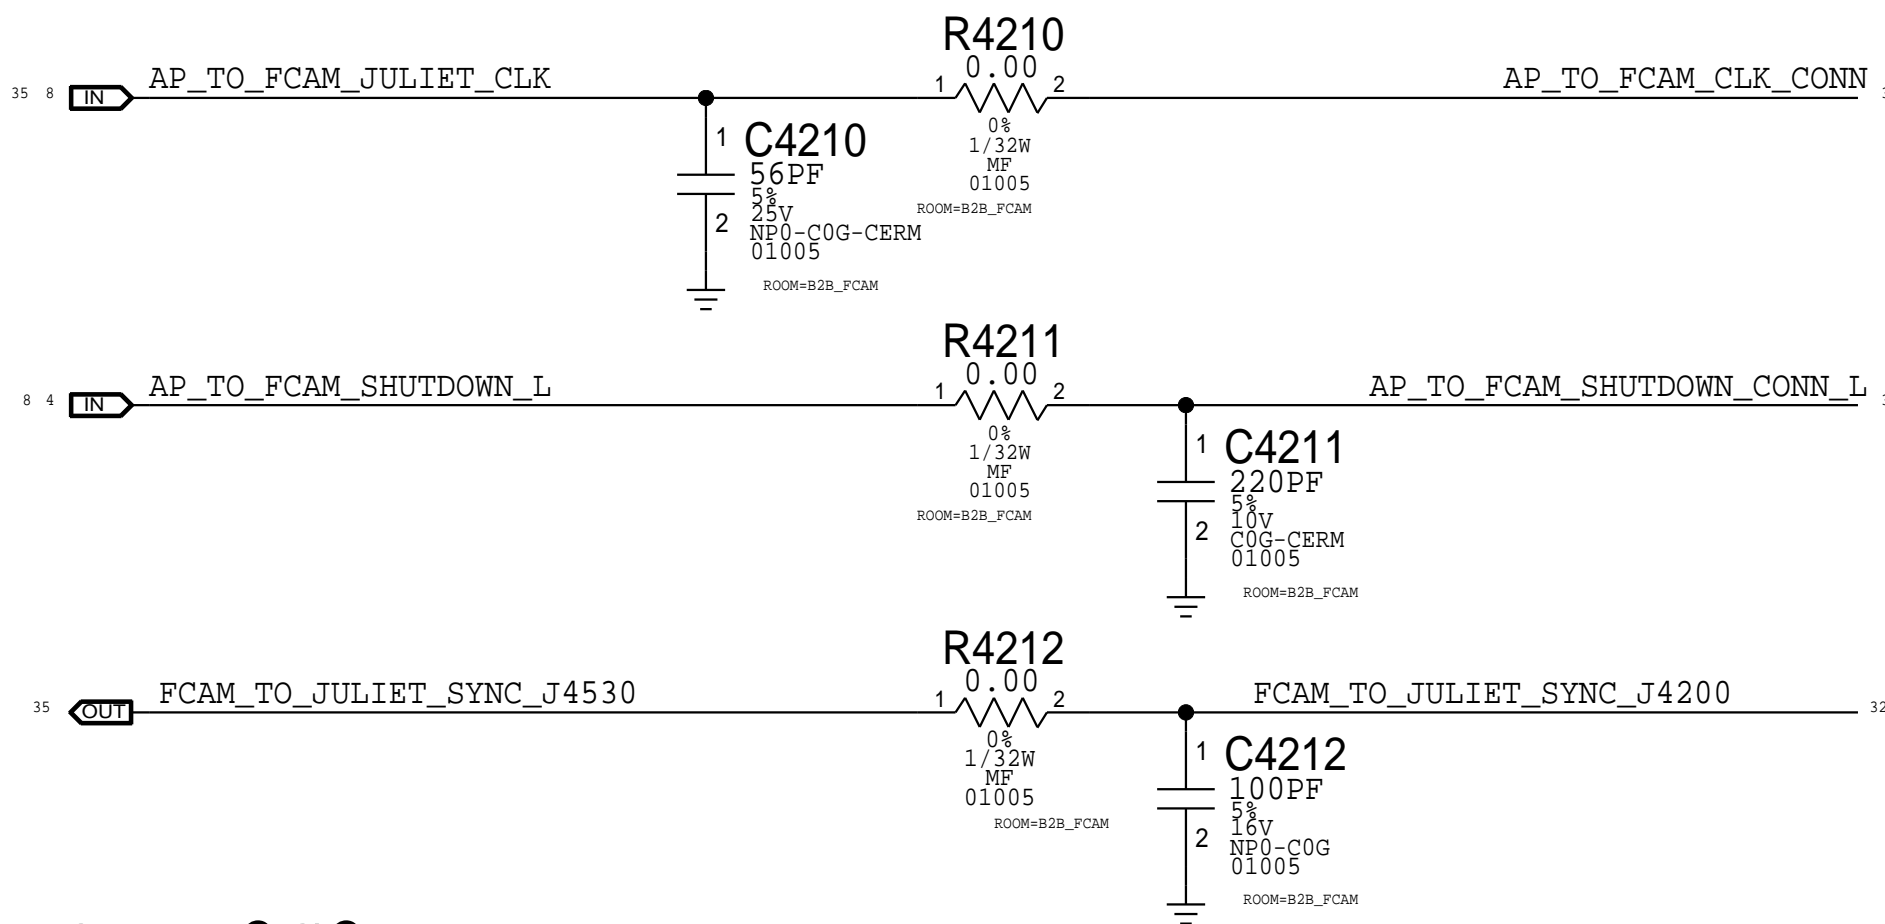 R4210
0.00
35 8 IN AP_TO_FCAM_JULIET_CLK 1 2 AP_TO_FCAM_CLK_CONN
0%
1/32W
MF
01005
ROOM=B2B_FCAM
1 C4210
56PF
5%
25V
2 NP0-C0G-CERM
01005
ROOM=B2B_FCAM
R4211
0.00
8 4 IN AP_TO_FCAM_SHUTDOWN_L 1 2 AP_TO_FCAM_SHUTDOWN_CONN_L
0%
1/32W
MF
01005
ROOM=B2B_FCAM
1 C4211
220PF
5%
10V
2 C0G-CERM
01005
ROOM=B2B_FCAM
R4212
0.00
35 OUT FCAM_TO_JULIET_SYNC_J4530 1 2 FCAM_TO_JULIET_SYNC_J4200 32
0%
1/32W
MF
01005
ROOM=B2B_FCAM
1 C4212
100PF
5%
16V
2 NP0-C0G
01005
ROOM=B2B_FCAM